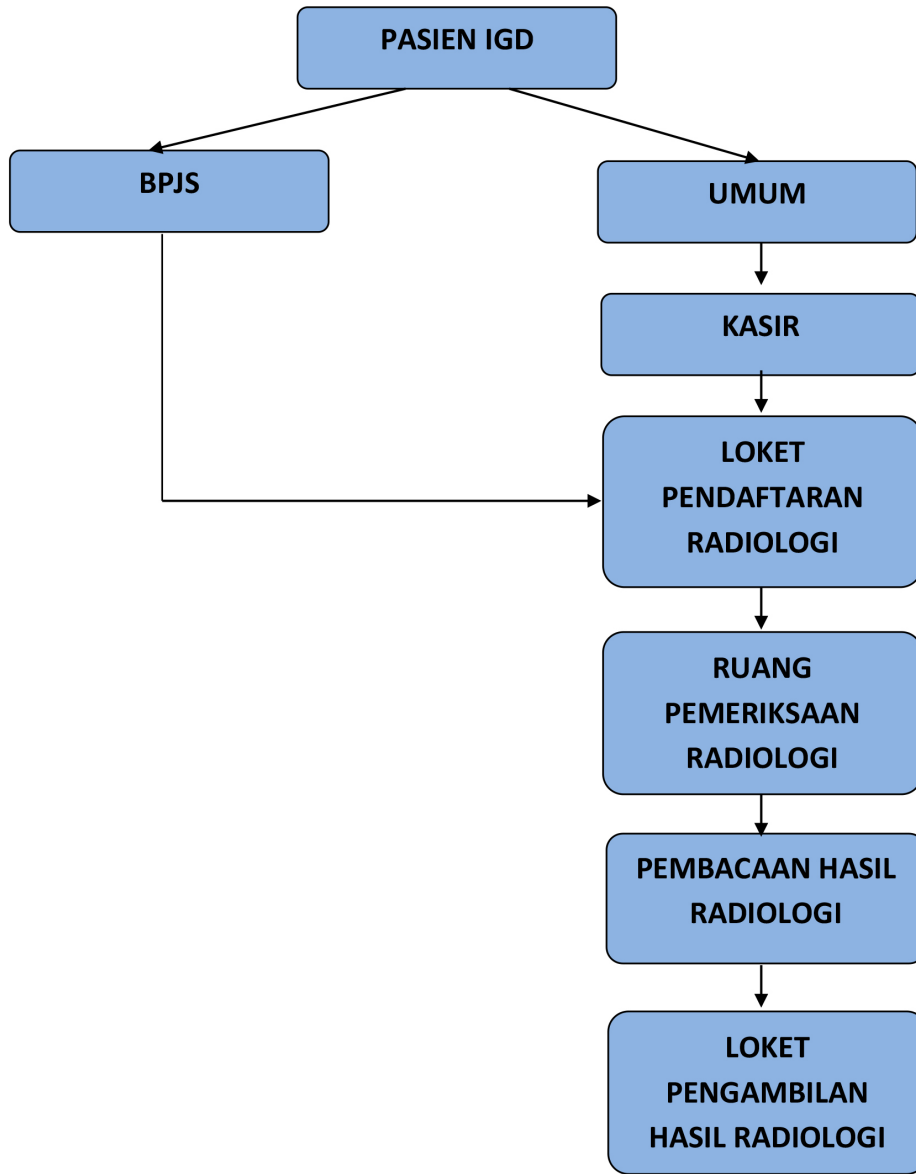 PASIEN IGD
BPJS
UMUM
KASIR
LOKET
PENDAFTARAN
RADIOLOGI
RUANG
PEMERIKSAAN
RADIOLOGI
PEMBACAAN HASIL
RADIOLOGI
LOKET
PENGAMBILAN
HASIL RADIOLOGI